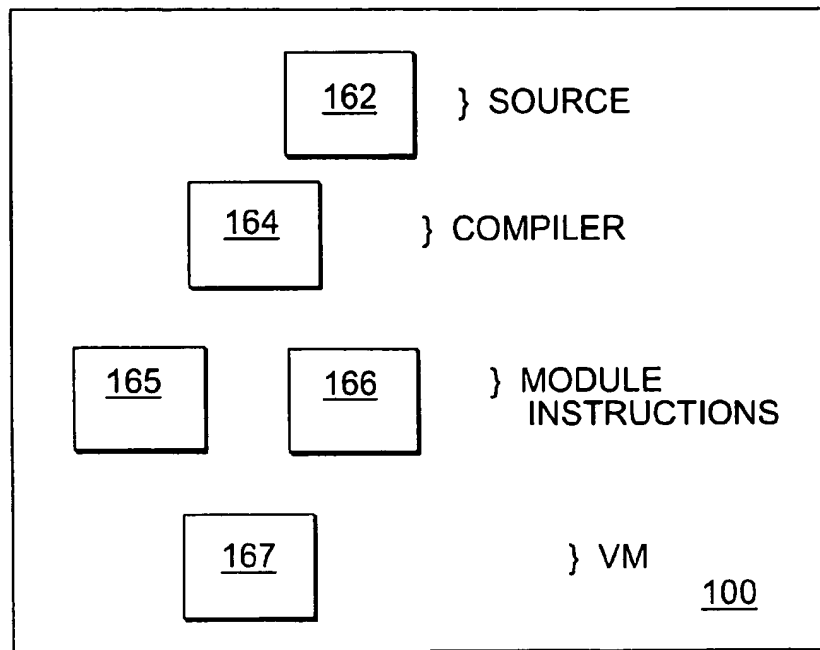 162 } SOURCE
164 } COMPILER
165 166 } MODULE
INSTRUCTIONS
167 } VM
100